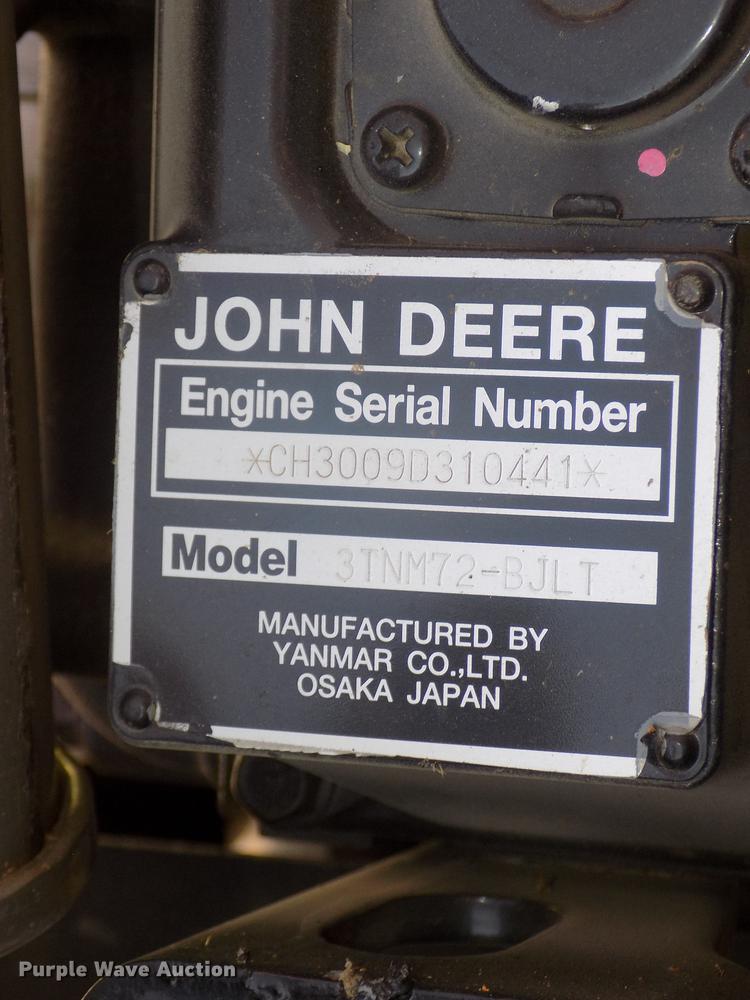 JOHN DEERE
Engine Serial Number
*CH3009D310441*
Model 3TNM72-BJLT
MANUFACTURED BY
YANMAR CO.,LTD.
OSAKA JAPAN
Purple Wave Auction